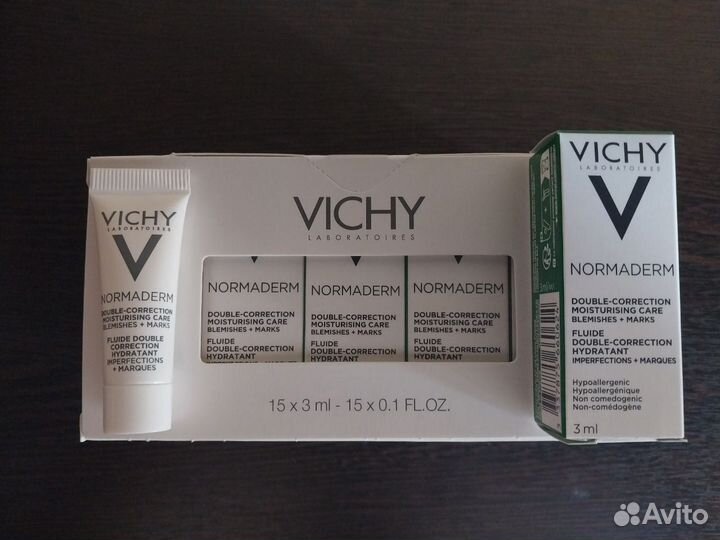 VICHY
LABORATOIRES
NORMADERM
DOUBLE-CORRECTION
MOISTURISING CARE
BLEMISHES + MARKS
FLUIDE DOUBLE
CORRECTION
HYDRATANT
IMPERFECTIONS
+ MARQUES
VICHY
LABORATOIRES
NORMADERM
DOUBLE-CORRECTION
MOISTURISING CARE
BLEMISHES + MARKS
FLUIDE
DOUBLE-CORRECTION
HYDRATANT
NORMADERM
DOUBLE-CORRECTION
MOISTURISING CARE
BLEMISHES + MARKS
FLUIDE
DOUBLE-CORRECTION
HYDRATANT
NORMADERM
DOUBLE-CORRECTION
MOISTURISING CARE
BLEMISHES + MARKS
FLUIDE
DOUBLE-CORRECTION
HYDRATANT
15 x 3 ml - 15 x 0.1 FL.OZ.
VICHY
LABORATOIRES
NORMADERM
DOUBLE-CORRECTION
MOISTURISING CARE
BLEMISHES + MARKS
FLUIDE
DOUBLE-CORRECTION
HYDRATANT
IMPERFECTIONS + MARQUES
Hypoallergenic
Hypoallergénique
Non comedogenic
Non-comédogène
3 ml
Avito